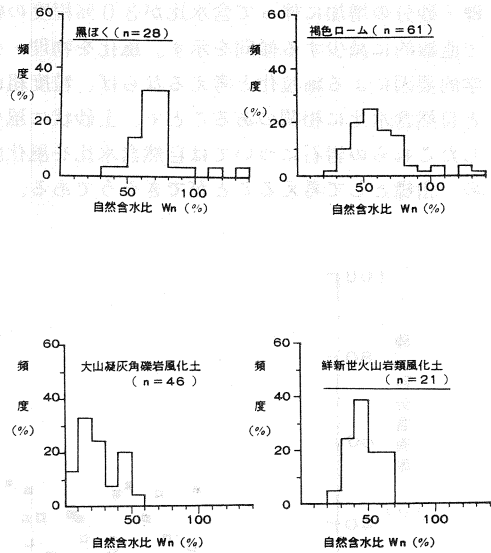 黒ぼく(n=28)
60
頻
40
度
(%)
20
0
50
100
自然含水比 Wn (%)
褐色ローム(n=61)
60
頻
40
度
(%)
20
0
50
100
自然含水比 Wn (%)
大山凝灰角礫岩風化土
(n=46)
60
頻
40
度
(%)
20
0
50
100
自然含水比 Wn (%)
鮮新世火山岩類風化土
(n=21)
60
頻
40
度
(%)
20
0
50
100
自然含水比 Wn (%)